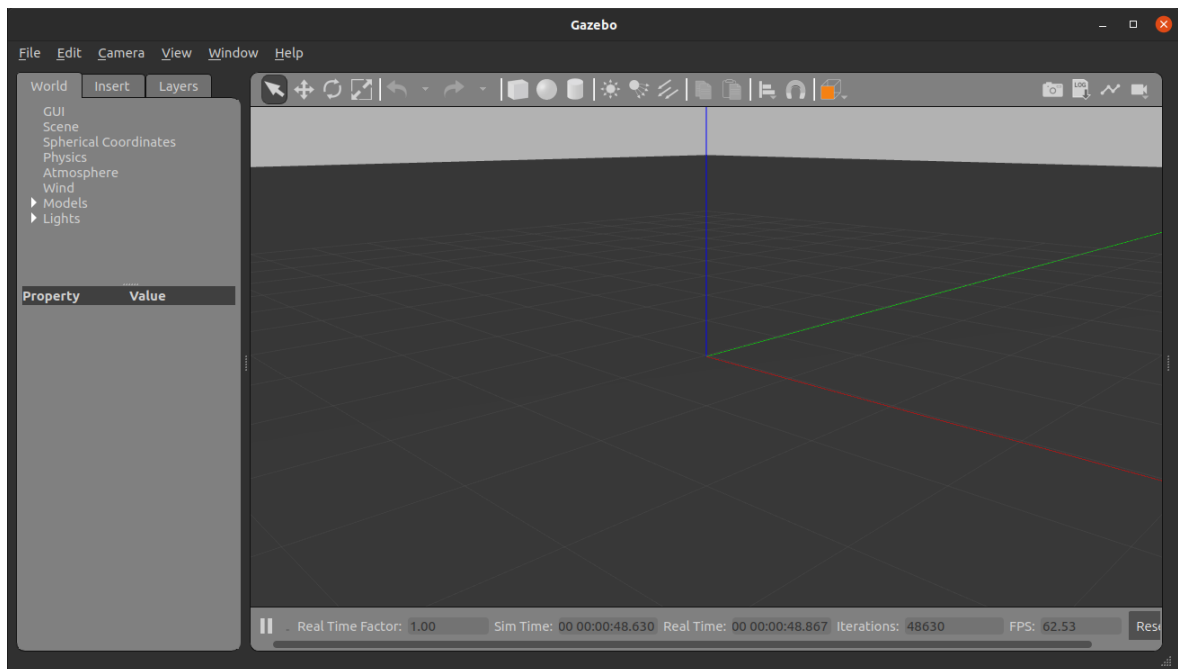 Gazebo
File Edit Camera View Window Help
World Insert Layers
LOG
GUI
Scene
Spherical Coordinates
Physics
Atmosphere
Wind
Models
Lights
Property Value
Real Time Factor: 1.00 Sim Time: 00 00:00:48.630 Real Time: 00 00:00:48.867 Iterations: 48630 FPS: 62.53 Rese